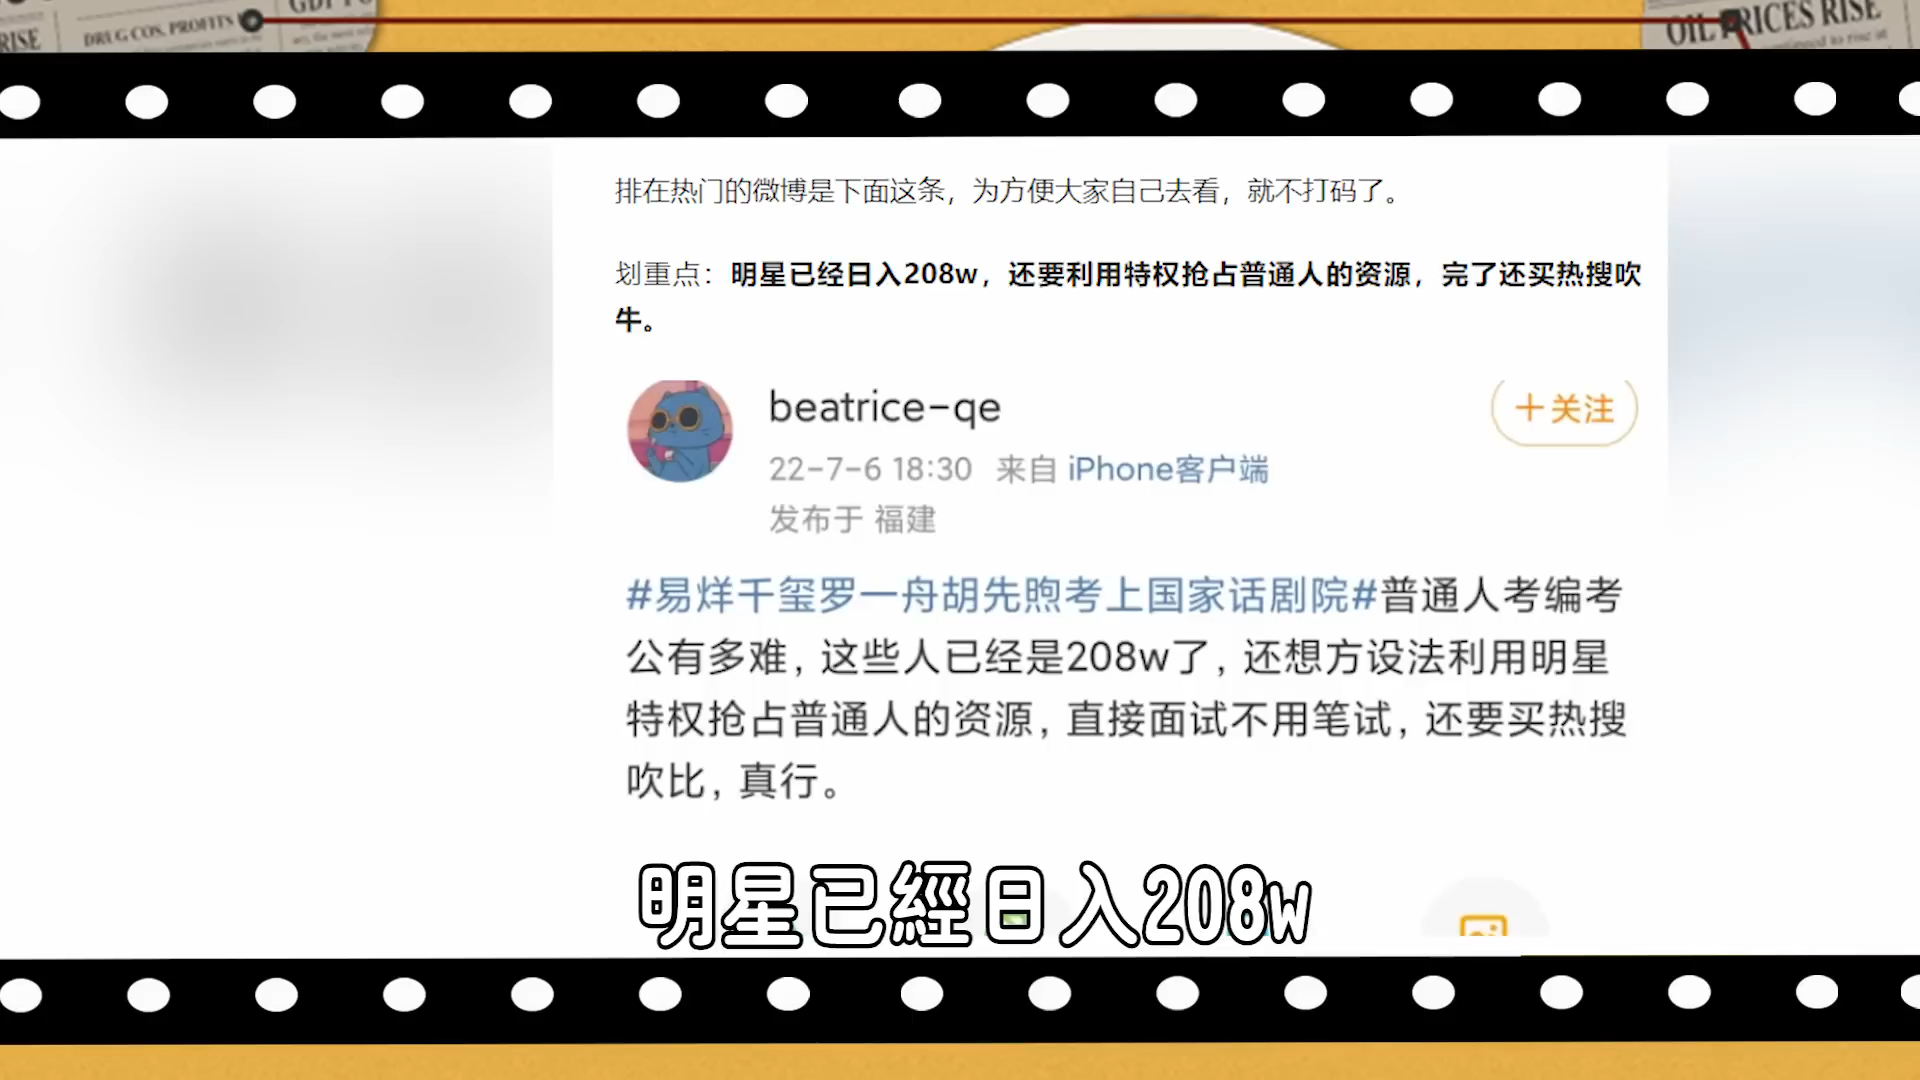 RISE
DRUG COS. PROFITS
GDP
OIL PRICES RISE
continued to rise at
排在热门的微博是下面这条，为方便大家自己去看，就不打码了。
划重点：明星已经日入208w，还要利用特权抢占普通人的资源，完了还买热搜吹
牛。
beatrice-qe
+关注
22-7-6 18:30 来自 iPhone客户端
发布于 福建
#易烊千玺罗一舟胡先煦考上国家话剧院#普通人考编考
公有多难，这些人已经是208w了，还想方设法利用明星
特权抢占普通人的资源，直接面试不用笔试，还要买热搜
吹比，真行。
明星已經日入208w